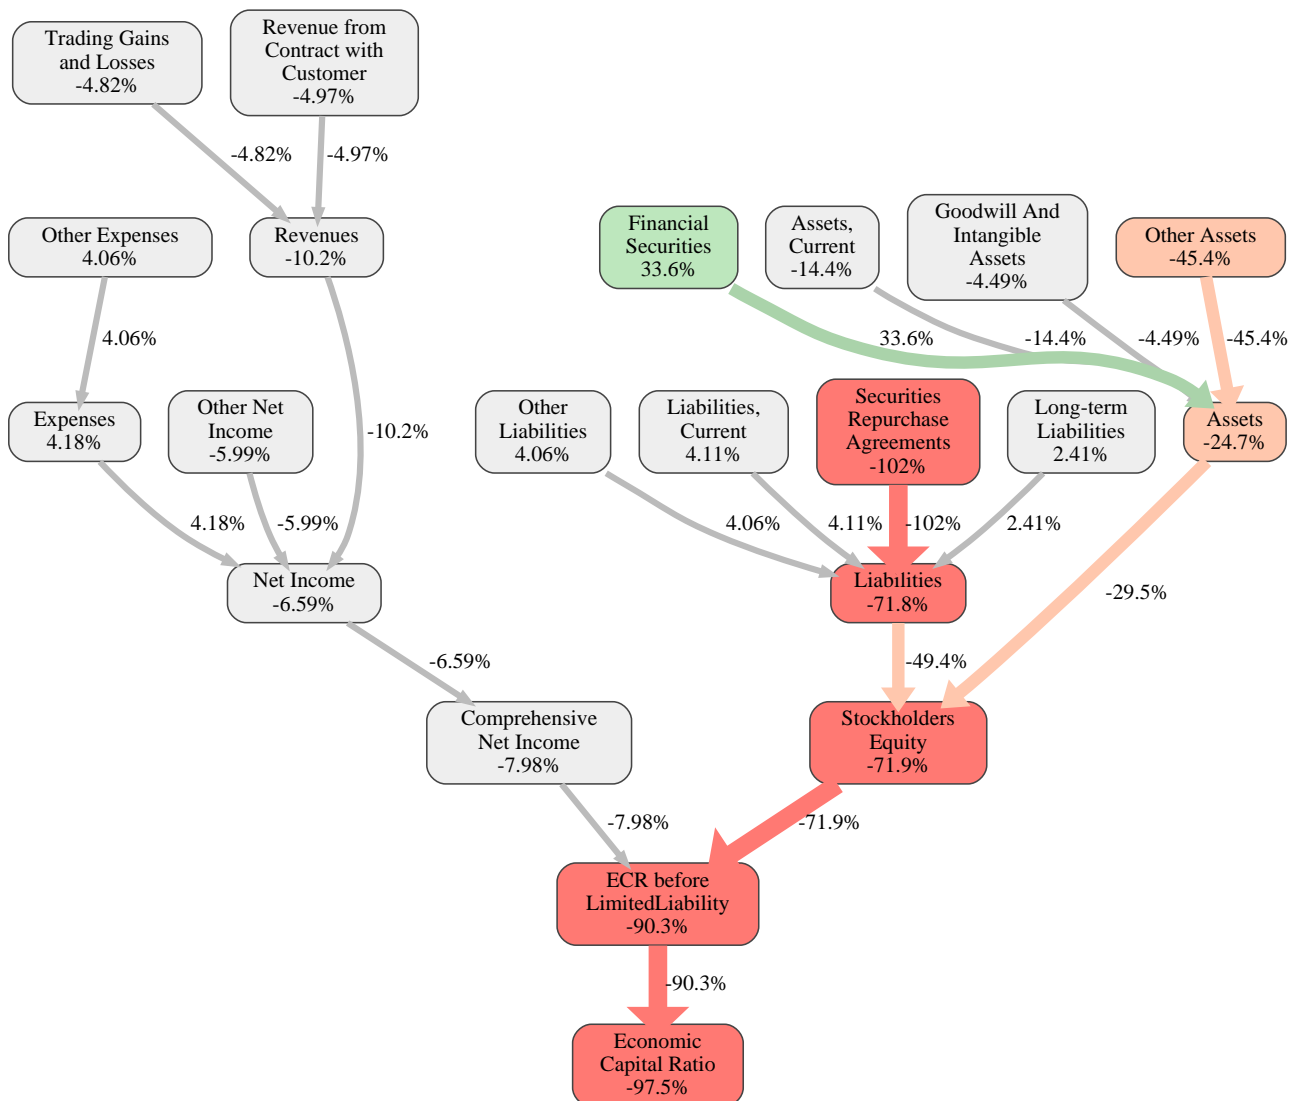 Trading Gains
and Losses
-4.82%
Revenue from
Contract with
Customer
-4.97%
-4.82%
-4.97%
Other Expenses
4.06%
Revenues
-10.2%
Financial
Securities
33.6%
Assets,
Current
-14.4%
Goodwill And
Intangible
Assets
-4.49%
Other Assets
-45.4%
4.06%
33.6%
-14.4%
-4.49%
-45.4%
Expenses
4.18%
Other Net
Income
-5.99%
-10.2%
Other
Liabilities
4.06%
Liabilities,
Current
4.11%
Securities
Repurchase
Agreements
-102%
Long-term
Liabilities
2.41%
Assets
-24.7%
4.18%
-5.99%
4.06%
4.11%
-102%
2.41%
Net Income
-6.59%
Liabilities
-71.8%
-29.5%
-6.59%
-49.4%
Comprehensive
Net Income
-7.98%
Stockholders
Equity
-71.9%
-7.98%
-71.9%
ECR before
LimitedLiability
-90.3%
-90.3%
Economic
Capital Ratio
-97.5%